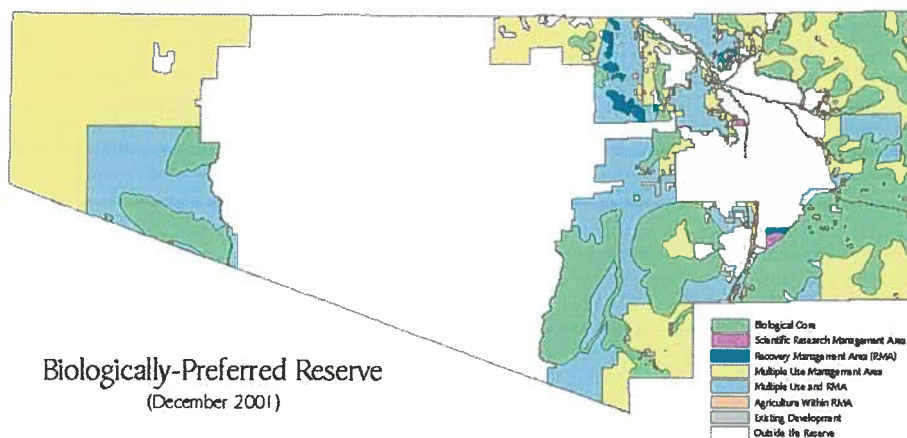 Biologically-Preferred Reserve
(December 2001)
Biological Core
Scientific Research Management Area
Recovery Management Area (RMA)
Multiple Use Management Area
Multiple Use and RMA
Agriculture Within RMA
Existing Development
Outside the Reserve